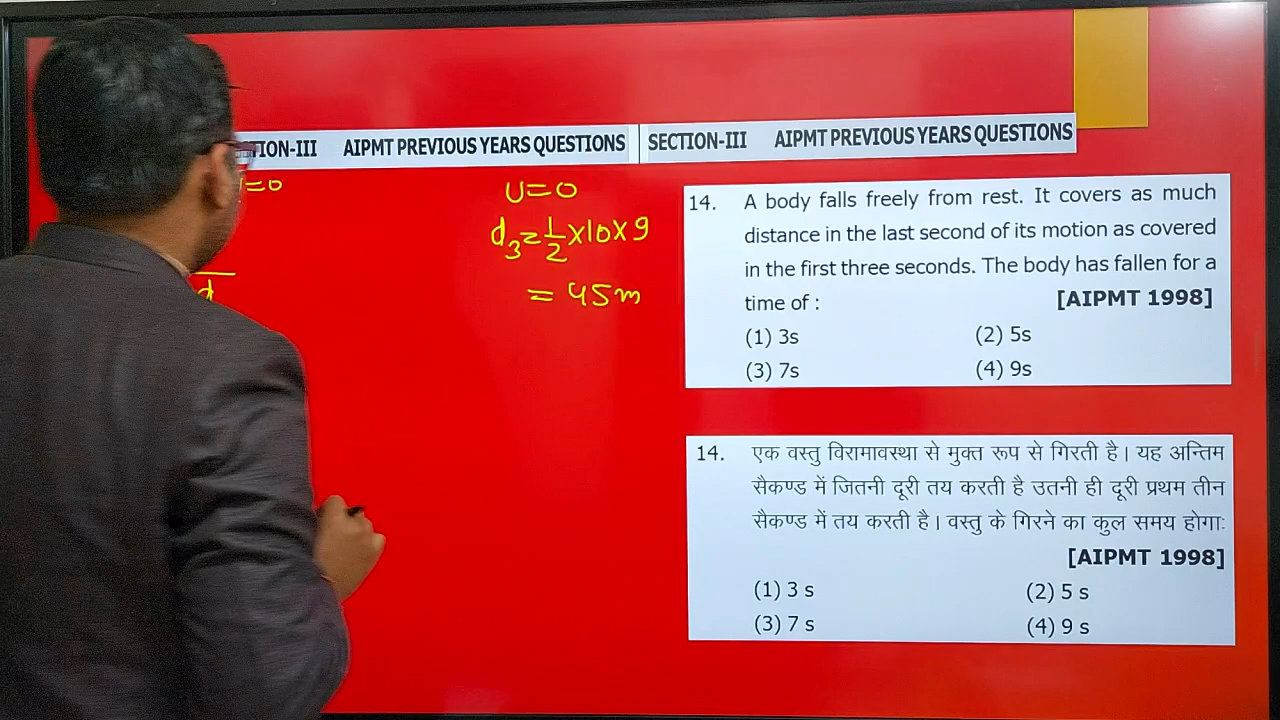 TION-III AIPMT PREVIOUS YEARS QUESTIONS
SECTION-III AIPMT PREVIOUS YEARS QUESTIONS
=0
d
U=0
d₃=1/2×10×9
= 45m
14. A body falls freely from rest. It covers as much
distance in the last second of its motion as covered
in the first three seconds. The body has fallen for a
time of : [AIPMT 1998]
(1) 3s (2) 5s
(3) 7s (4) 9s
14. एक वस्तु विरामावस्था से मुक्त रूप से गिरती है। यह अन्तिम
सैकण्ड में जितनी दूरी तय करती है उतनी ही दूरी प्रथम तीन
सैकण्ड में तय करती है। वस्तु के गिरने का कुल समय होगाः
[AIPMT 1998]
(1) 3 s (2) 5 s
(3) 7 s (4) 9 s